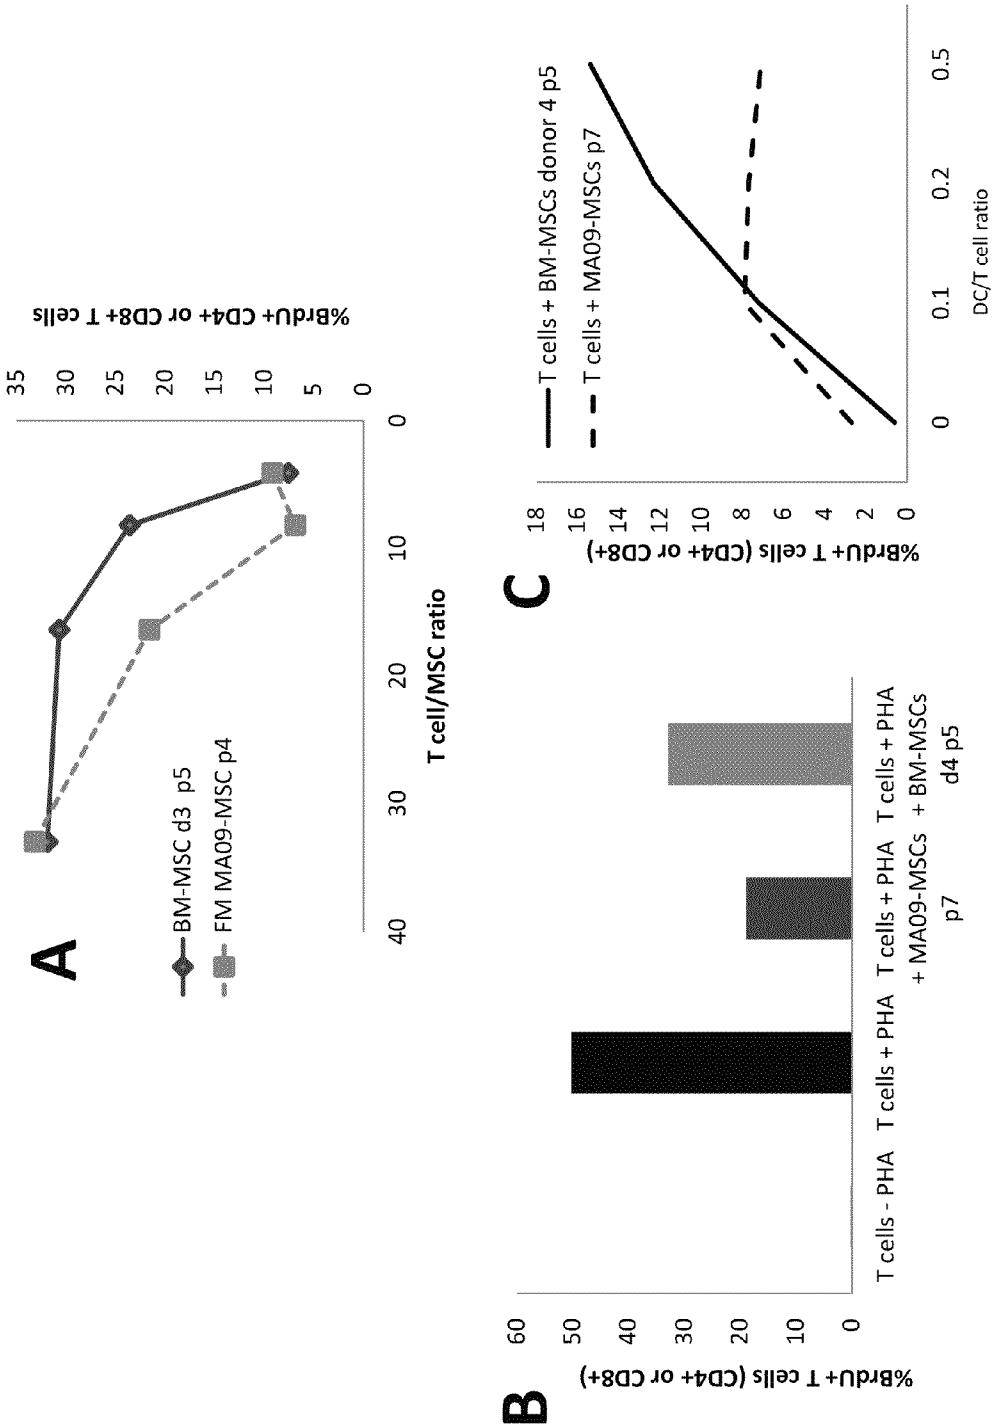 A
BM-MSC d3 p5
FM MA09-MSC p4
35
30
25
20
15
10
5
0
%BrdU+ CD4+ or CD8+ T cells
40
30
20
10
0
T cell/MSC ratio
B
%BrdU+ T cells (CD4+ or CD8+)
60
50
40
30
20
10
0
T cells - PHA
T cells + PHA
T cells + PHA
+ MA09-MSCs
p7
T cells + PHA
+ BM-MSCs
d4 p5
C
%BrdU+ T cells (CD4+ or CD8+)
18
16
14
12
10
8
6
4
2
0
T cells + BM-MSCs donor 4 p5
T cells + MA09-MSCs p7
0
0.1
0.2
0.5
DC/T cell ratio